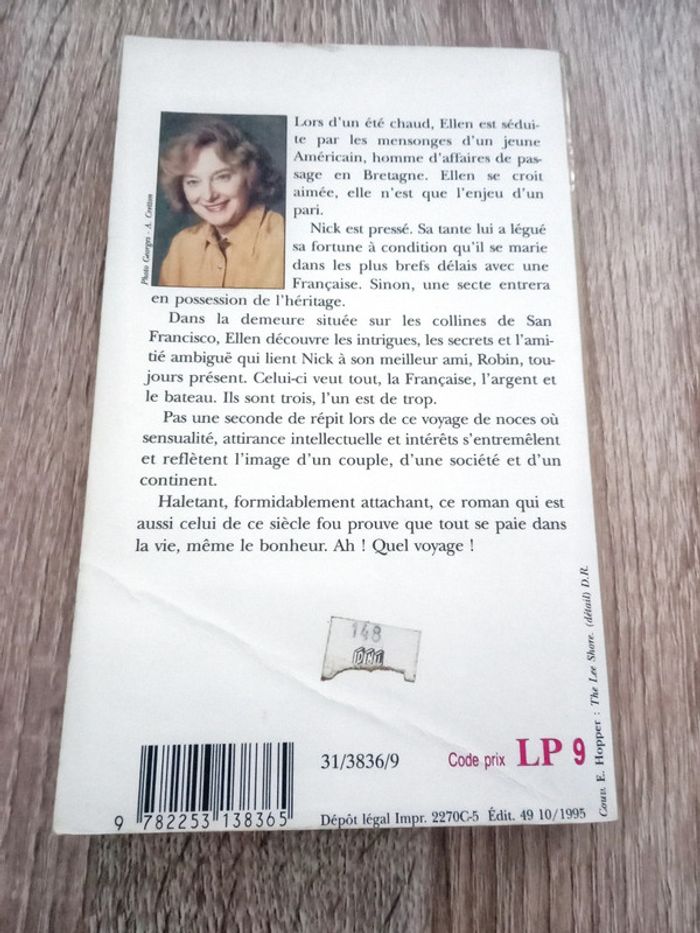 Lors d'un été chaud, Ellen est sédui-
te par les mensonges d'un jeune
Américain, homme d'affaires de pas-
sage en Bretagne. Ellen se croit
aimée, elle n'est que l'enjeu d'un
pari.
Nick est pressé. Sa tante lui a légué
sa fortune à condition qu'il se marie
dans les plus brefs délais avec une
Française. Sinon, une secte entrera
en possession de l'héritage.
Dans la demeure située sur les collines de San
Francisco, Ellen découvre les intrigues, les secrets et l'ami-
tié ambiguë qui lient Nick à son meilleur ami, Robin, tou-
jours présent. Celui-ci veut tout, la Française, l'argent et
le bateau. Ils sont trois, l'un est de trop.
Pas une seconde de répit lors de ce voyage de noces où
sensualité, attirance intellectuelle et intérêts s'entremêlent
et reflètent l'image d'un couple, d'une société et d'un
continent.
Haletant, formidablement attachant, ce roman qui est
aussi celui de ce siècle fou prouve que tout se paie dans
la vie, même le bonheur. Ah ! Quel voyage !
Photo Georges - A. Cretton
148
31/3836/9
Code prix LP 9
9 782253 138365
Dépôt légal Impr. 2270C-5 Édit. 49 10/1995
Couv. E. Hopper : The Lee Shore. (détail) D.R.